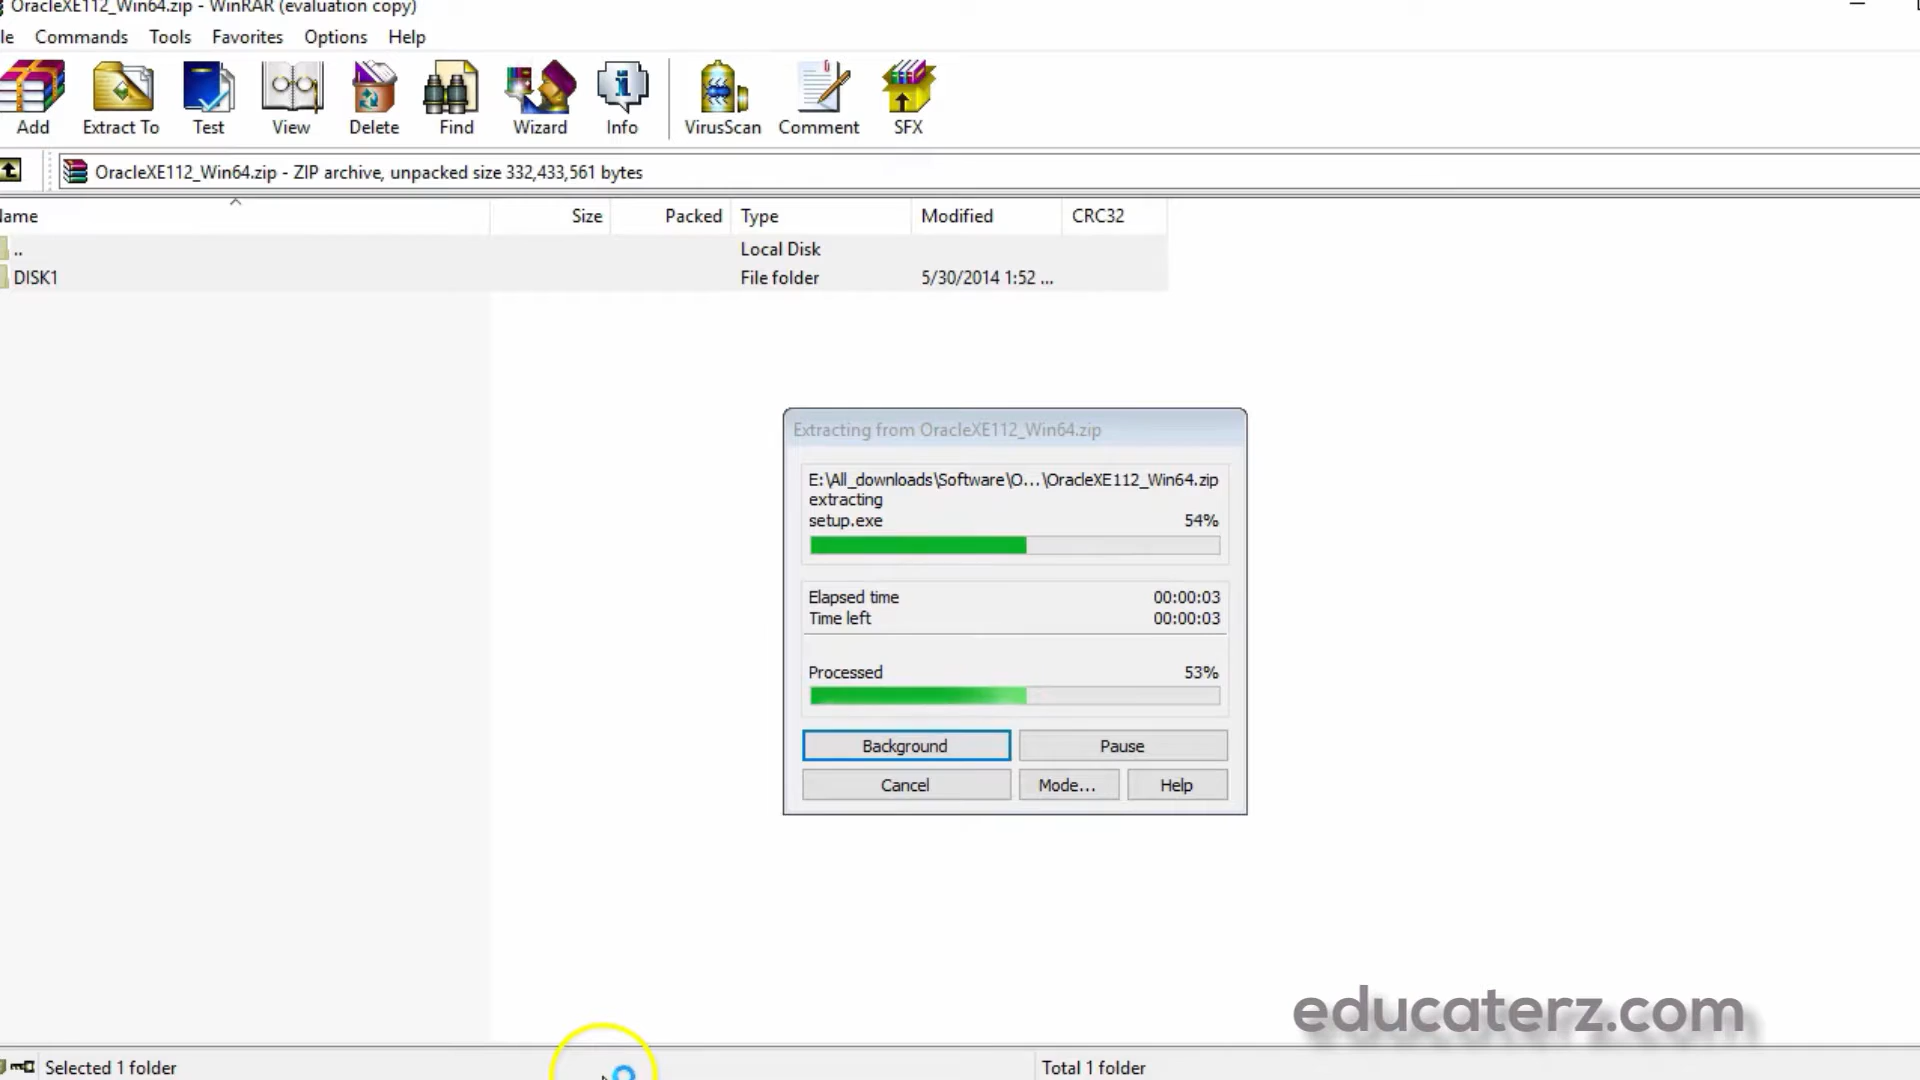 OracleXE112_Win64.zip - WinRAR (evaluation copy)
le Commands Tools Favorites Options Help
Add Extract To Test View Delete Find Wizard Info VirusScan Comment SFX
OracleXE112_Win64.zip - ZIP archive, unpacked size 332,433,561 bytes
ame Size Packed Type Modified CRC32
.. Local Disk
DISK1 File folder 5/30/2014 1:52 ...
Extracting from OracleXE112_Win64.zip
E:\All_downloads\Software\O...\OracleXE112_Win64.zip
extracting
setup.exe 54%
Elapsed time 00:00:03
Time left 00:00:03
Processed 53%
Background Pause
Cancel Mode... Help
educaterz.com
Selected 1 folder Total 1 folder